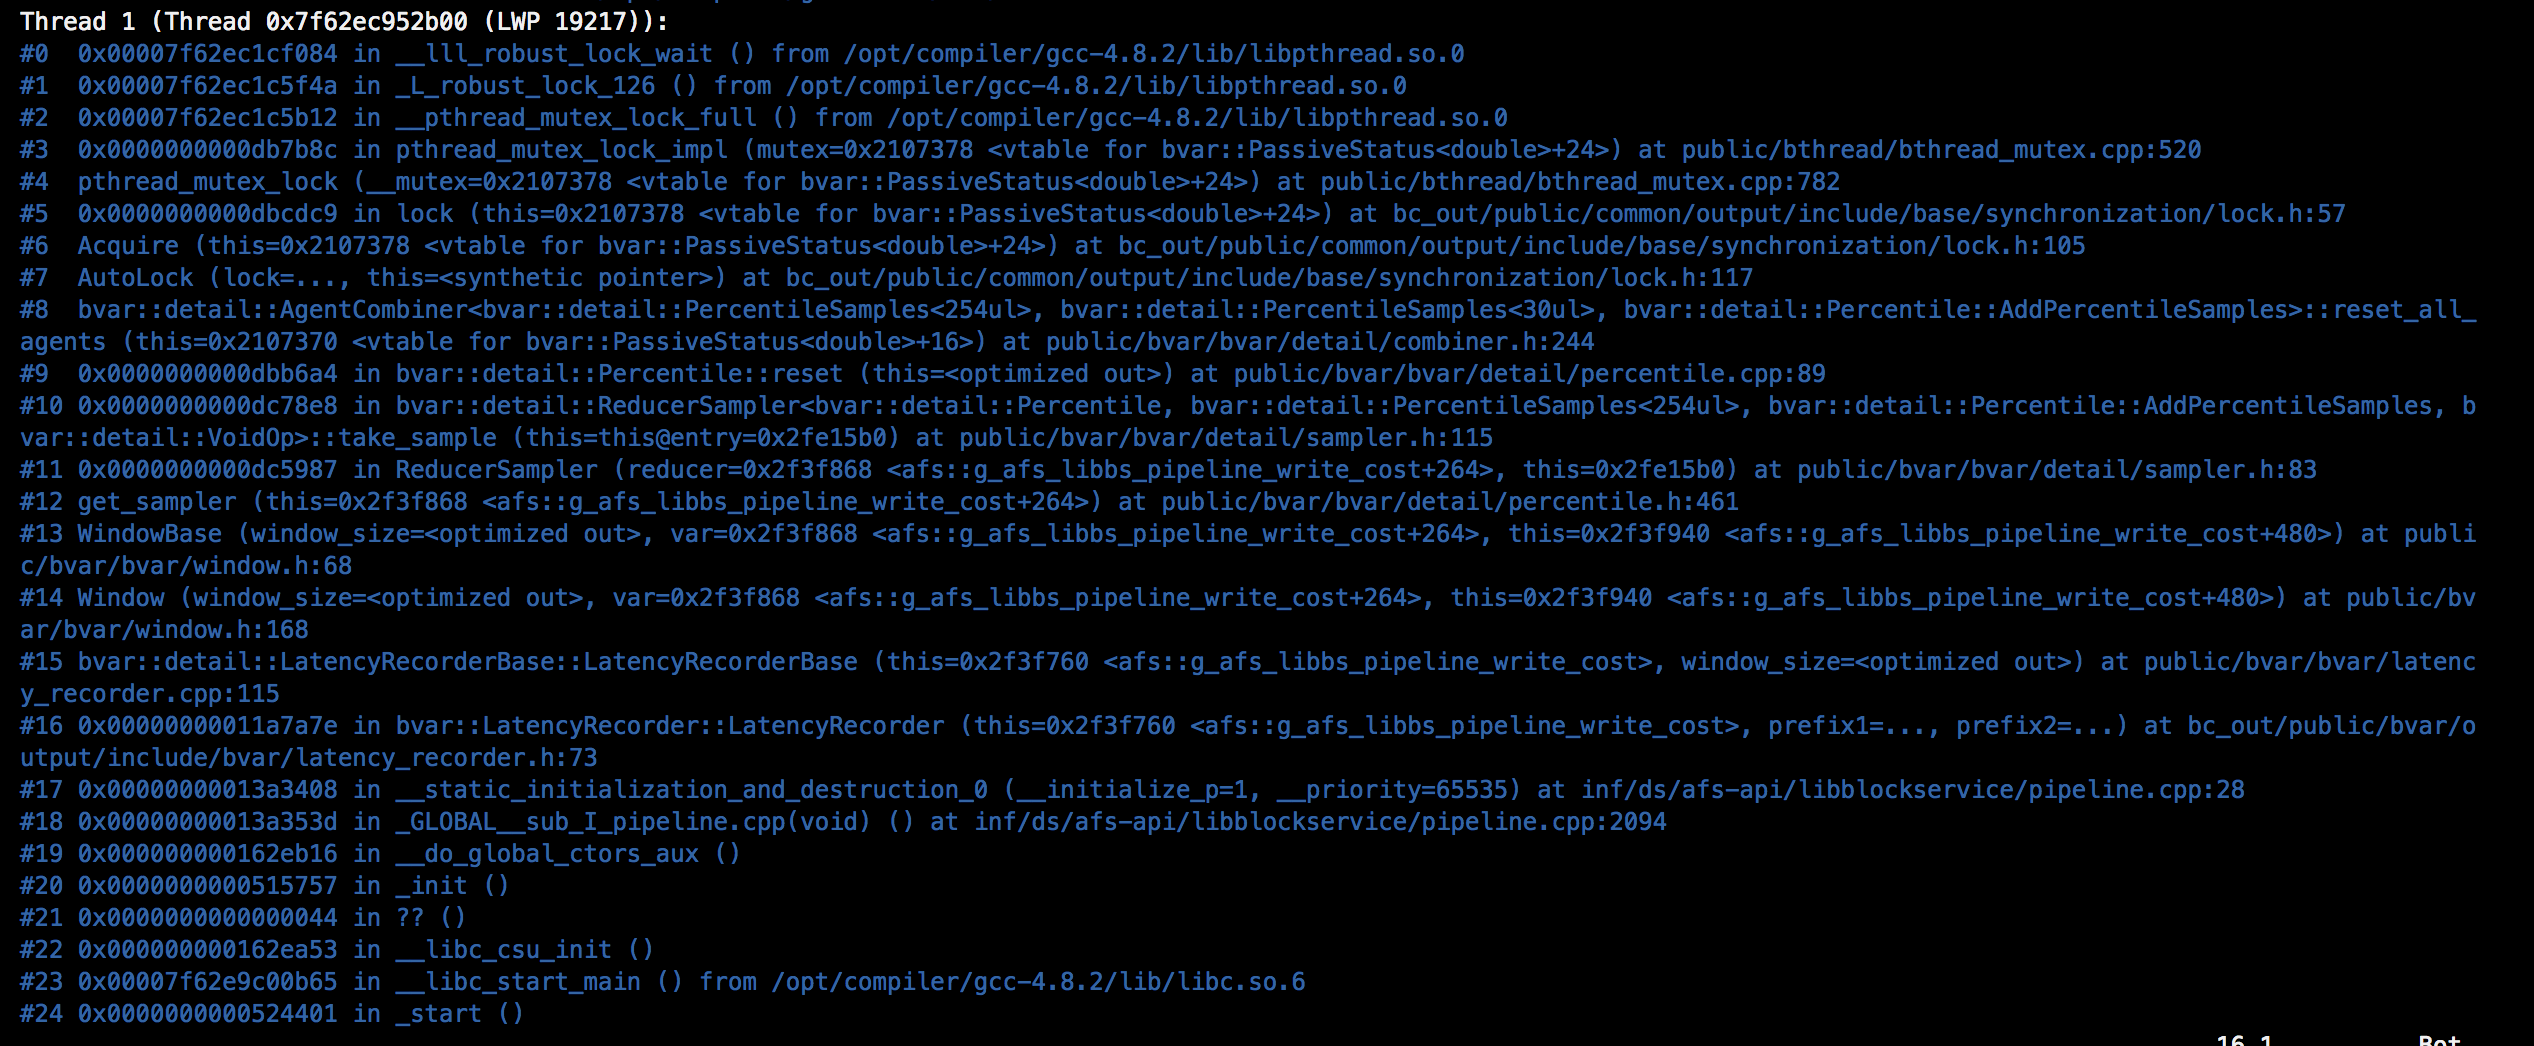 Thread 1 (Thread 0x7f62ec952b00 (LWP 19217)):
#0  0x00007f62ec1cf084 in __lll_robust_lock_wait () from /opt/compiler/gcc-4.8.2/lib/libpthread.so.0
#1  0x00007f62ec1c5f4a in _L_robust_lock_126 () from /opt/compiler/gcc-4.8.2/lib/libpthread.so.0
#2  0x00007f62ec1c5b12 in __pthread_mutex_lock_full () from /opt/compiler/gcc-4.8.2/lib/libpthread.so.0
#3  0x0000000000db7b8c in pthread_mutex_lock_impl (mutex=0x2107378 <vtable for bvar::PassiveStatus<double>+24>) at public/bthread/bthread_mutex.cpp:520
#4  pthread_mutex_lock (__mutex=0x2107378 <vtable for bvar::PassiveStatus<double>+24>) at public/bthread/bthread_mutex.cpp:782
#5  0x0000000000dbcdc9 in lock (this=0x2107378 <vtable for bvar::PassiveStatus<double>+24>) at bc_out/public/common/output/include/base/synchronization/lock.h:57
#6  Acquire (this=0x2107378 <vtable for bvar::PassiveStatus<double>+24>) at bc_out/public/common/output/include/base/synchronization/lock.h:105
#7  AutoLock (lock=..., this=<synthetic pointer>) at bc_out/public/common/output/include/base/synchronization/lock.h:117
#8  bvar::detail::AgentCombiner<bvar::detail::PercentileSamples<254ul>, bvar::detail::PercentileSamples<30ul>, bvar::detail::Percentile::AddPercentileSamples>::reset_all_
agents (this=0x2107370 <vtable for bvar::PassiveStatus<double>+16>) at public/bvar/bvar/detail/combiner.h:244
#9  0x0000000000dbb6a4 in bvar::detail::Percentile::reset (this=<optimized out>) at public/bvar/bvar/detail/percentile.cpp:89
#10 0x0000000000dc78e8 in bvar::detail::ReducerSampler<bvar::detail::Percentile, bvar::detail::PercentileSamples<254ul>, bvar::detail::Percentile::AddPercentileSamples, b
var::detail::VoidOp>::take_sample (this=this@entry=0x2fe15b0) at public/bvar/bvar/detail/sampler.h:115
#11 0x0000000000dc5987 in ReducerSampler (reducer=0x2f3f868 <afs::g_afs_libbs_pipeline_write_cost+264>, this=0x2fe15b0) at public/bvar/bvar/detail/sampler.h:83
#12 get_sampler (this=0x2f3f868 <afs::g_afs_libbs_pipeline_write_cost+264>) at public/bvar/bvar/detail/percentile.h:461
#13 WindowBase (window_size=<optimized out>, var=0x2f3f868 <afs::g_afs_libbs_pipeline_write_cost+264>, this=0x2f3f940 <afs::g_afs_libbs_pipeline_write_cost+480>) at publi
c/bvar/bvar/window.h:68
#14 Window (window_size=<optimized out>, var=0x2f3f868 <afs::g_afs_libbs_pipeline_write_cost+264>, this=0x2f3f940 <afs::g_afs_libbs_pipeline_write_cost+480>) at public/bv
ar/bvar/window.h:168
#15 bvar::detail::LatencyRecorderBase::LatencyRecorderBase (this=0x2f3f760 <afs::g_afs_libbs_pipeline_write_cost>, window_size=<optimized out>) at public/bvar/bvar/latenc
y_recorder.cpp:115
#16 0x00000000011a7a7e in bvar::LatencyRecorder::LatencyRecorder (this=0x2f3f760 <afs::g_afs_libbs_pipeline_write_cost>, prefix1=..., prefix2=...) at bc_out/public/bvar/o
utput/include/bvar/latency_recorder.h:73
#17 0x00000000013a3408 in __static_initialization_and_destruction_0 (__initialize_p=1, __priority=65535) at inf/ds/afs-api/libblockservice/pipeline.cpp:28
#18 0x00000000013a353d in _GLOBAL__sub_I_pipeline.cpp(void) () at inf/ds/afs-api/libblockservice/pipeline.cpp:2094
#19 0x000000000162eb16 in __do_global_ctors_aux ()
#20 0x0000000000515757 in _init ()
#21 0x0000000000000044 in ?? ()
#22 0x000000000162ea53 in __libc_csu_init ()
#23 0x00007f62e9c00b65 in __libc_start_main () from /opt/compiler/gcc-4.8.2/lib/libc.so.6
#24 0x0000000000524401 in _start ()
16,1 Bot